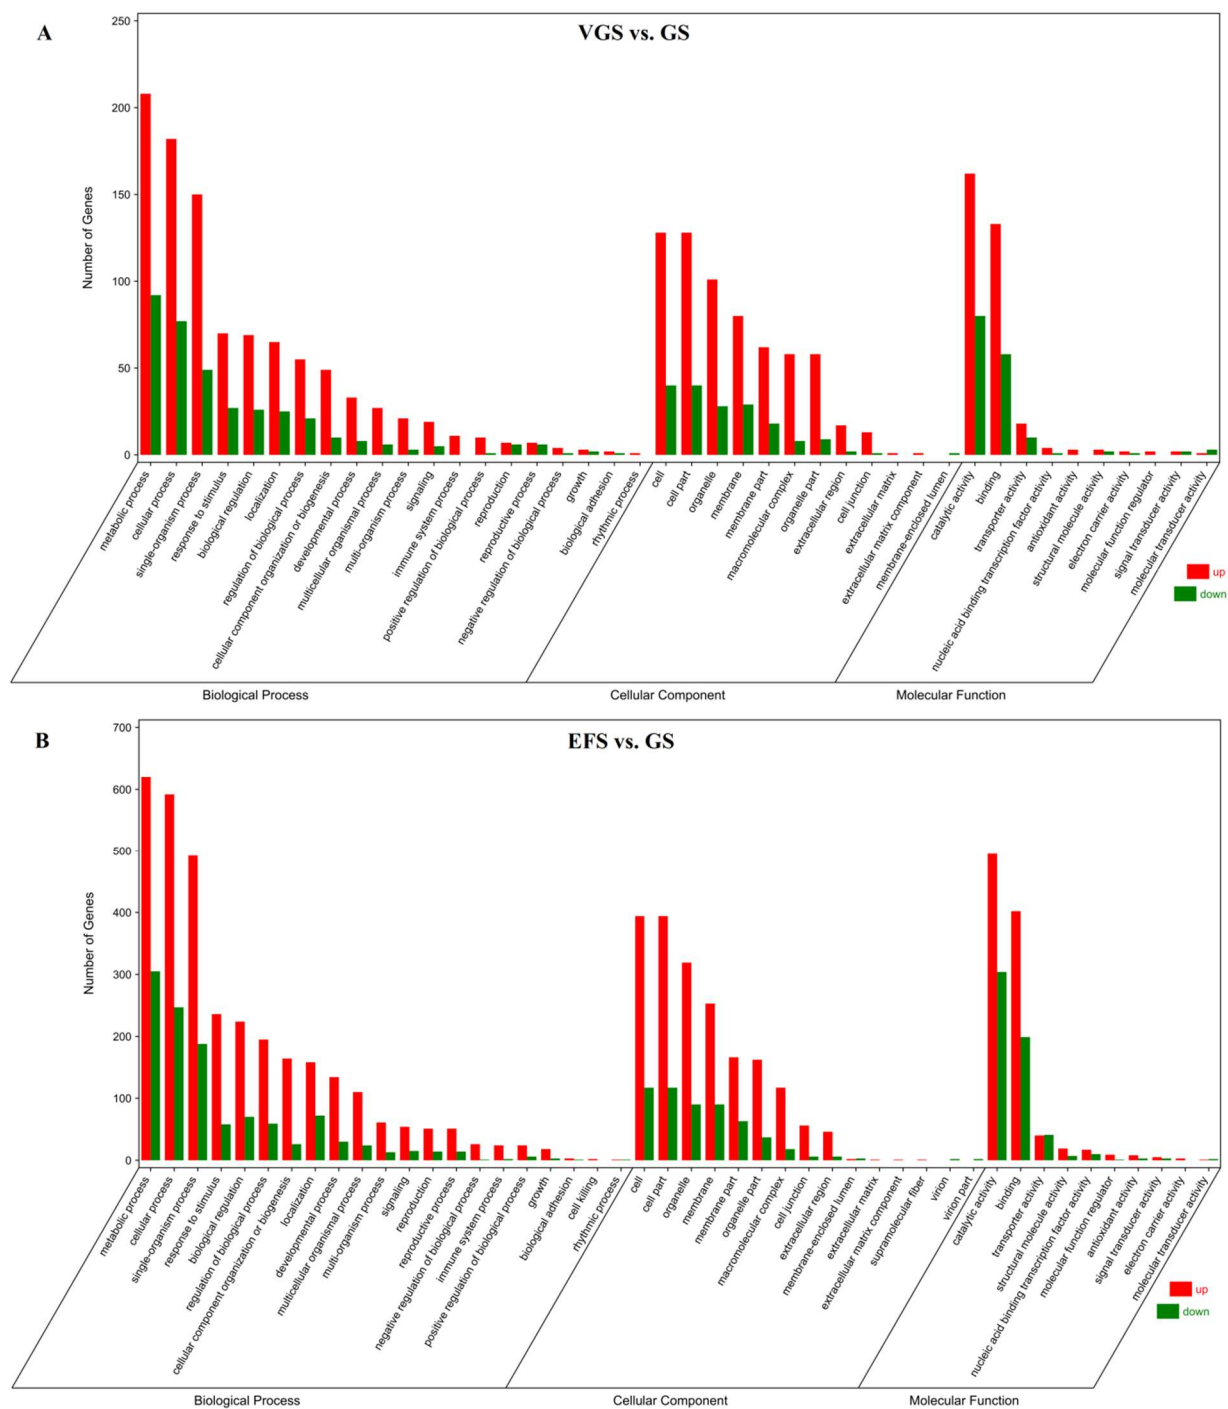 A
VGS vs. GS
Number of Genes
250
200
150
100
50
0
metabolic process
cellular process
single-organism process
response to stimulus
biological regulation
localization
regulation of biological process
cellular component organization or biogenesis
developmental process
multicellular organismal process
multi-organism process
signaling
immune system process
positive regulation of biological process
reproduction
reproductive process
negative regulation of biological process
growth
biological adhesion
rhythmic process
cell
cell part
organelle
membrane
membrane part
macromolecular complex
organelle part
extracellular region
cell junction
extracellular matrix
extracellular matrix component
membrane-enclosed lumen
catalytic activity
binding
transporter activity
nucleic acid binding transcription factor activity
antioxidant activity
structural molecule activity
electron carrier activity
molecular function regulator
signal transducer activity
molecular transducer activity
up
down
Biological Process
Cellular Component
Molecular Function
B
EFS vs. GS
Number of Genes
700
600
500
400
300
200
100
0
metabolic process
cellular process
single-organism process
response to stimulus
biological regulation
regulation of biological process
cellular component organization or biogenesis
localization
developmental process
multicellular organismal process
multi-organism process
signaling
reproduction
reproductive process
negative regulation of biological process
immune system process
positive regulation of biological process
growth
biological adhesion
cell killing
rhythmic process
cell
cell part
organelle
membrane
membrane part
organelle part
macromolecular complex
cell junction
extracellular region
membrane-enclosed lumen
extracellular matrix
extracellular matrix component
supramolecular fiber
virion
virion part
catalytic activity
binding
transporter activity
structural molecule activity
nucleic acid binding transcription factor activity
molecular function regulator
antioxidant activity
signal transducer activity
electron carrier activity
molecular transducer activity
up
down
Biological Process
Cellular Component
Molecular Function